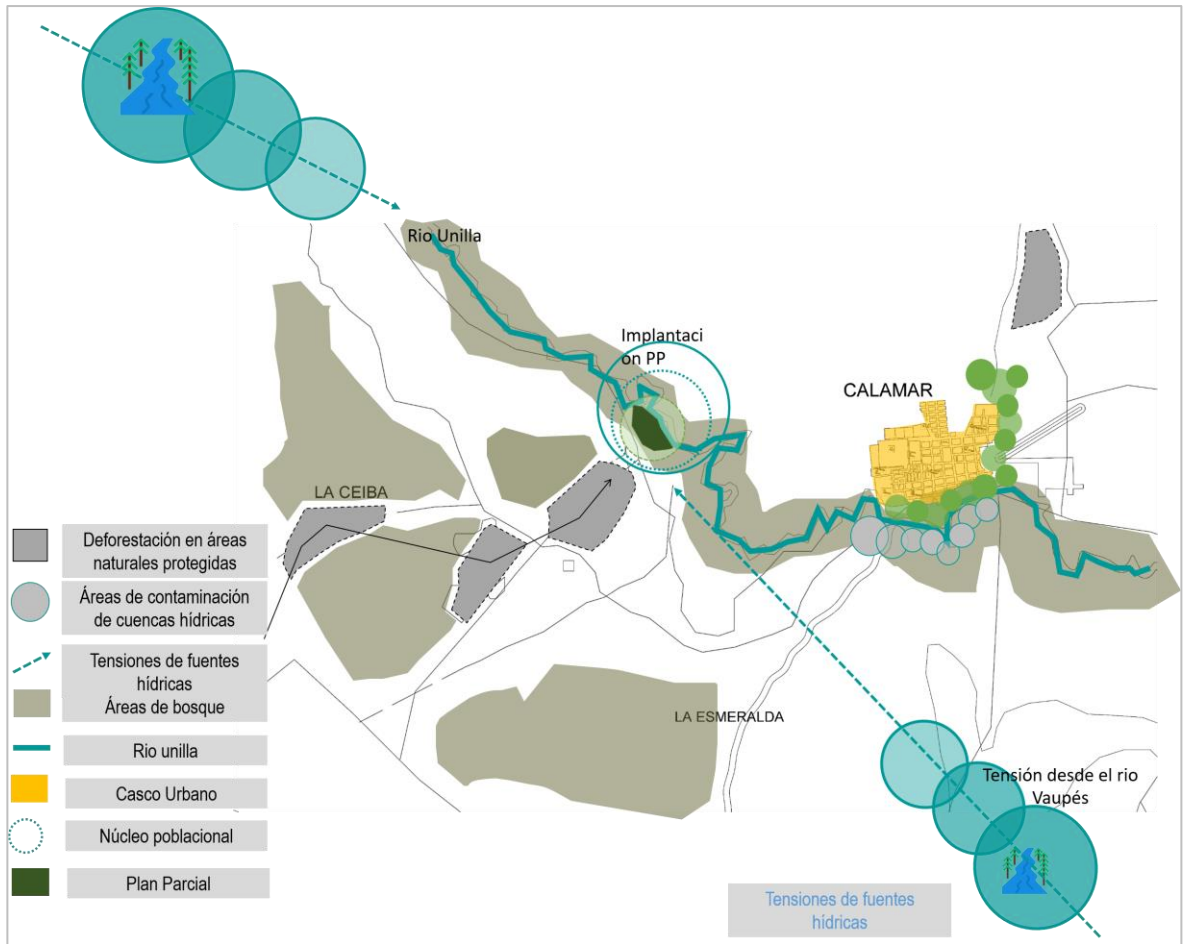 Rio Unilla
Implantaci
on PP
CALAMAR
LA CEIBA
LA ESMERALDA
Tensión desde el rio
Vaupés
Deforestación en áreas
naturales protegidas
Áreas de contaminación
de cuencas hídricas
Tensiones de fuentes
hídricas
Áreas de bosque
Rio unilla
Casco Urbano
Núcleo poblacional
Plan Parcial
Tensiones de fuentes
hídricas